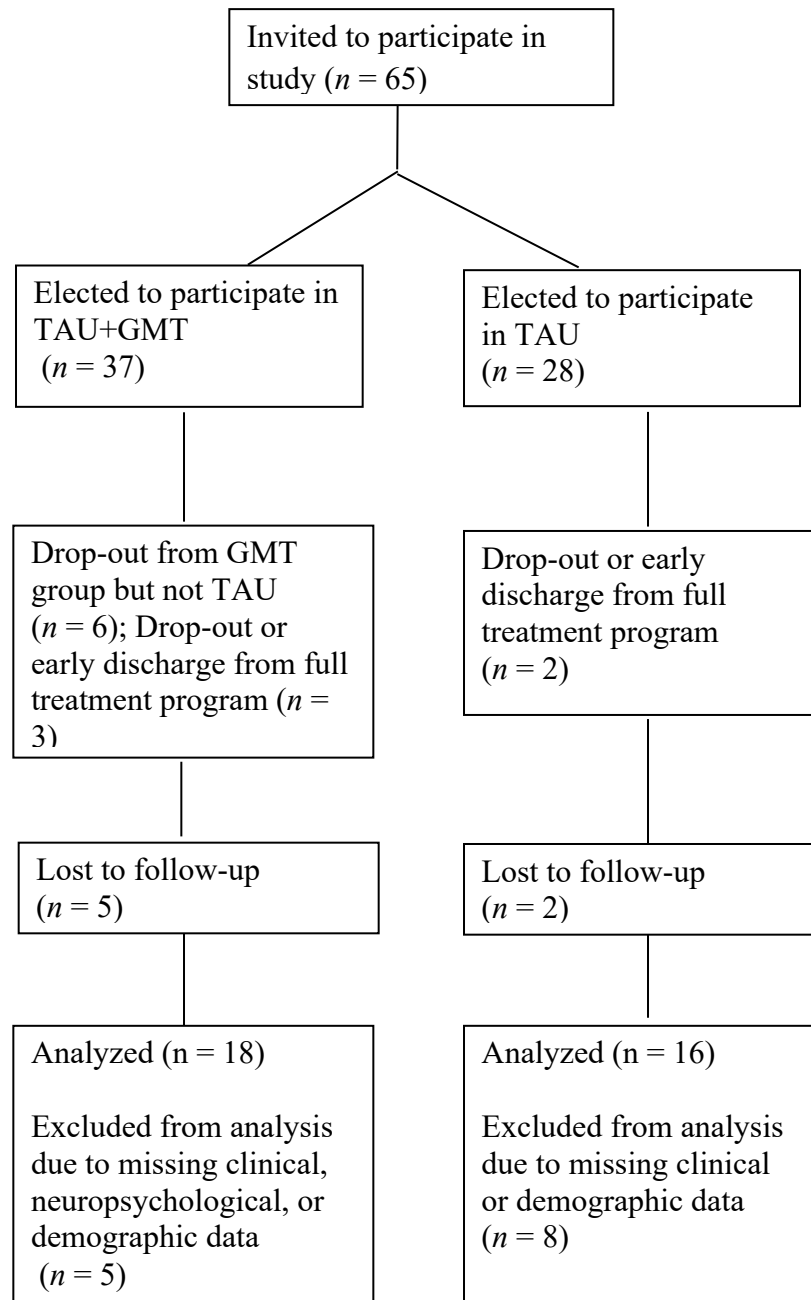 Invited to participate in
study (n = 65)
Elected to participate in
TAU+GMT
(n = 37)
Elected to participate
in TAU
(n = 28)
Drop-out from GMT
group but not TAU
(n = 6); Drop-out or
early discharge from full
treatment program (n =
3)
Drop-out or early
discharge from full
treatment program
(n = 2)
Lost to follow-up
(n = 5)
Lost to follow-up
(n = 2)
Analyzed (n = 18)
Excluded from analysis
due to missing clinical,
neuropsychological, or
demographic data
(n = 5)
Analyzed (n = 16)
Excluded from analysis
due to missing clinical
or demographic data
(n = 8)